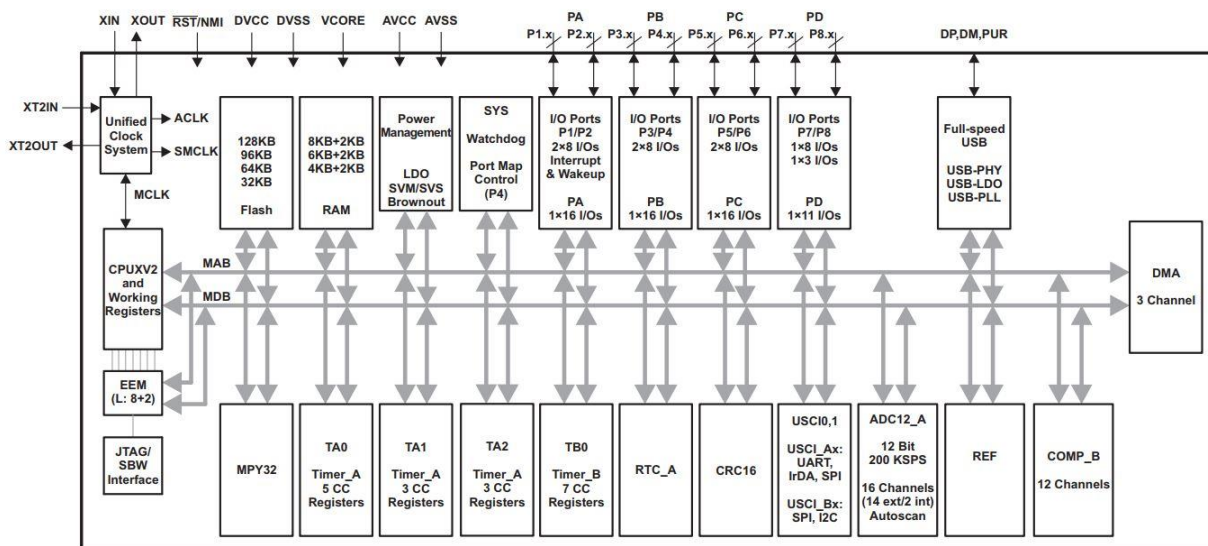 XIN
XOUT
RST/NMI
DVCC
DVSS
VCORE
AVCC
AVSS
PA
P1.x
P2.x
PB
P3.x
P4.x
PC
P5.x
P6.x
PD
P7.x
P8.x
DP,DM,PUR
XT2IN
XT2OUT
Unified
Clock
System
ACLK
SMCLK
MCLK
128KB
96KB
64KB
32KB
Flash
8KB+2KB
6KB+2KB
4KB+2KB
RAM
Power
Management
LDO
SVM/SVS
Brownout
SYS
Watchdog
Port Map
Control
(P4)
I/O Ports
P1/P2
2×8 I/Os
Interrupt
& Wakeup
PA
1×16 I/Os
I/O Ports
P3/P4
2×8 I/Os
PB
1×16 I/Os
I/O Ports
P5/P6
2×8 I/Os
PC
1×16 I/Os
I/O Ports
P7/P8
1×8 I/Os
1×3 I/Os
PD
1×11 I/Os
Full-speed
USB
USB-PHY
USB-LDO
USB-PLL
CPUXV2
and
Working
Registers
MAB
MDB
DMA
3 Channel
EEM
(L: 8+2)
JTAG/
SBW
Interface
MPY32
TA0
Timer_A
5 CC
Registers
TA1
Timer_A
3 CC
Registers
TA2
Timer_A
3 CC
Registers
TB0
Timer_B
7 CC
Registers
RTC_A
CRC16
USCI0,1
USCI_Ax:
UART,
IrDA, SPI
USCI_Bx:
SPI, I2C
ADC12_A
12 Bit
200 KSPS
16 Channels
(14 ext/2 int)
Autoscan
REF
COMP_B
12 Channels